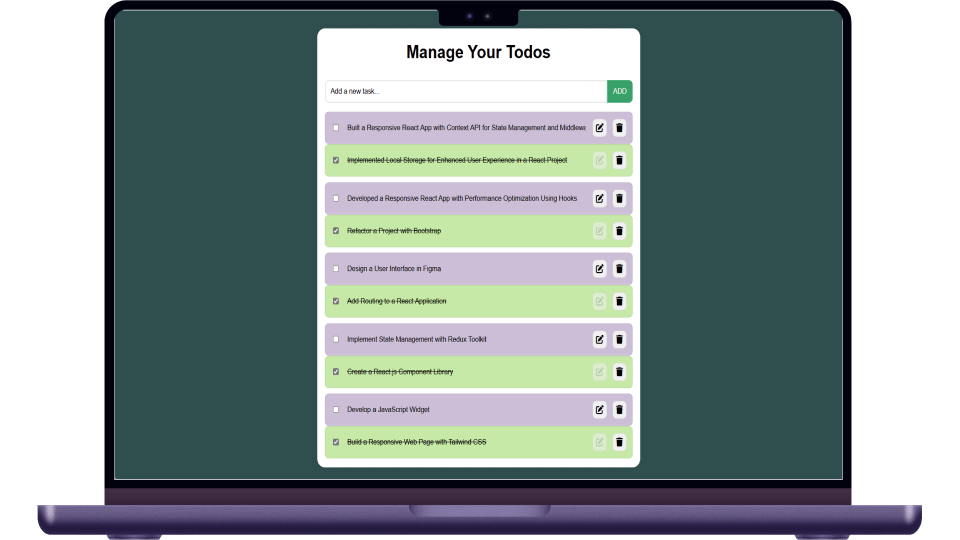 Manage Your Todos
Add a new task...
ADD
Built a Responsive React App with Context API for State Management and Middlewa
Implemented Local Storage for Enhanced User Experience in a React Project
Developed a Responsive React App with Performance Optimization Using Hooks
Refactor a Project with Bootstrap
Design a User Interface in Figma
Add Routing to a React Application
Implement State Management with Redux Toolkit
Create a React.js Component Library
Develop a JavaScript Widget
Build a Responsive Web Page with Tailwind CSS